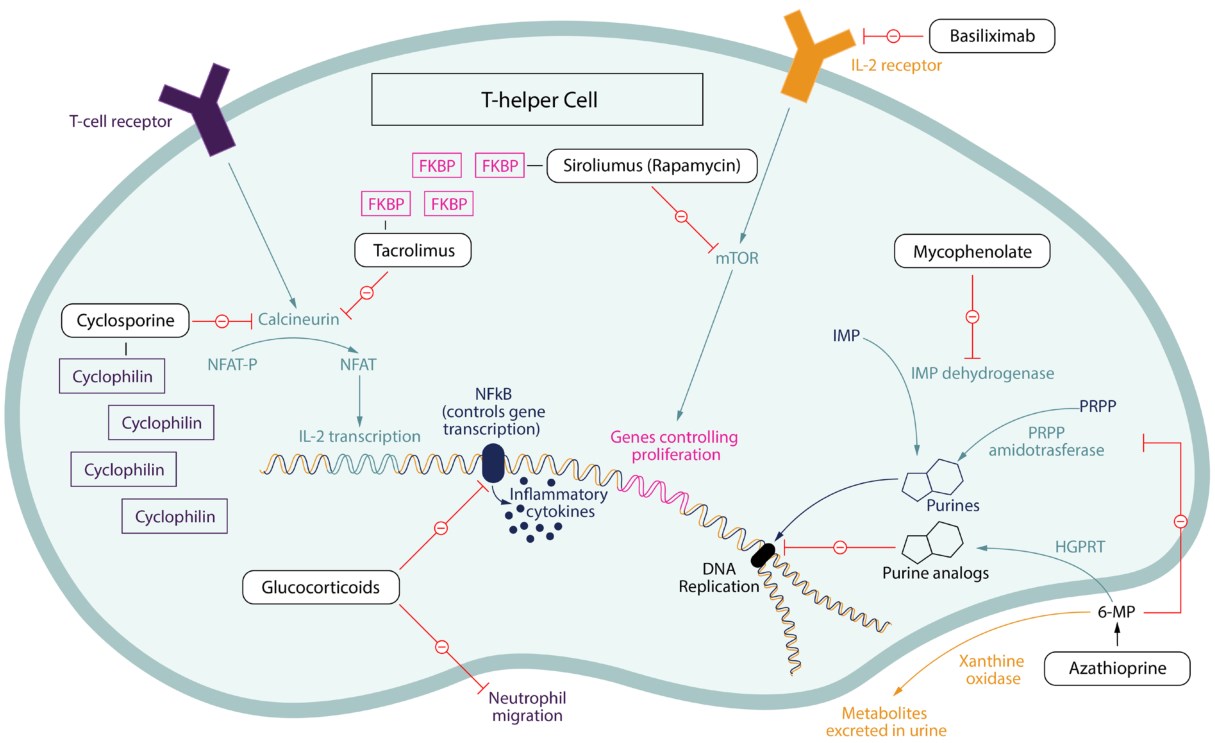 Basiliximab
IL-2 receptor
T-helper Cell
T-cell receptor
FKBP
FKBP
Siroliumus (Rapamycin)
FKBP
FKBP
Tacrolimus
mTOR
Mycophenolate
Cyclosporine
Calcineurin
NFAT-P
NFAT
Cyclophilin
IMP
IMP dehydrogenase
NFkB
(controls gene
transcription)
PRPP
PRPP
amidotrasferase
Cyclophilin
IL-2 transcription
Genes controlling
proliferation
Cyclophilin
Inflammatory
cytokines
Purines
Cyclophilin
HGPRT
DNA
Replication
Purine analogs
Glucocorticoids
6-MP
Xanthine
oxidase
Azathioprine
Neutrophil
migration
Metabolites
excreted in urine